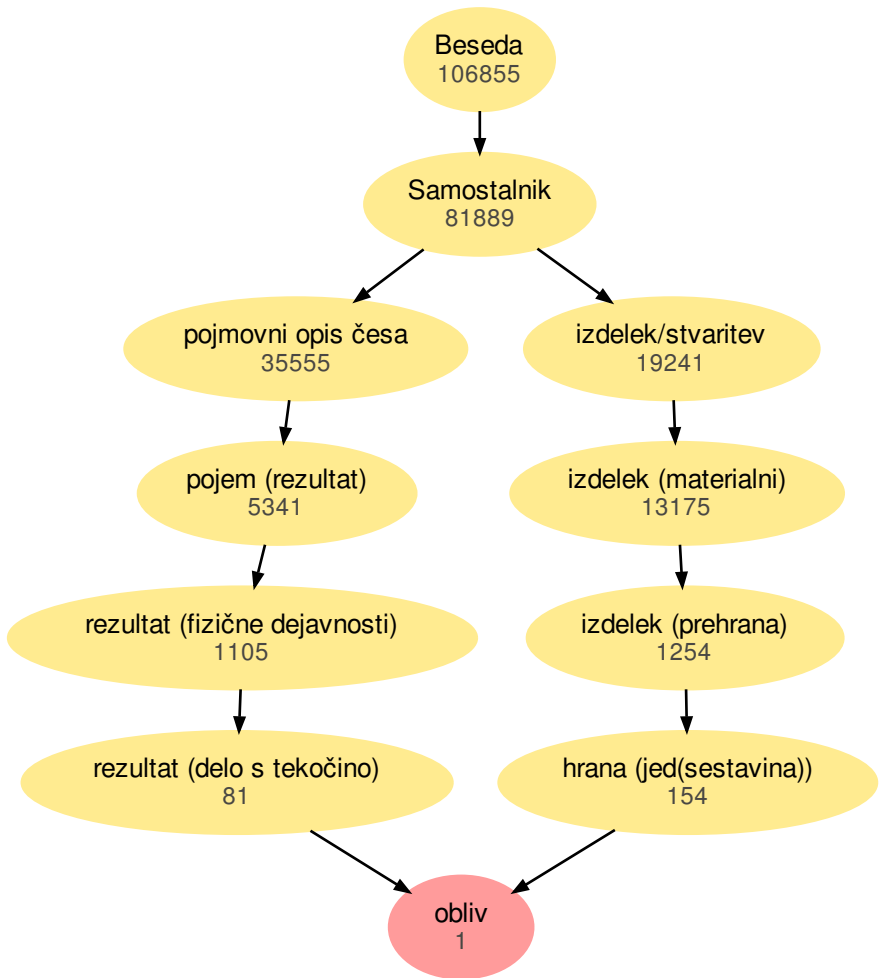 Beseda
106855
Samostalnik
81889
pojmovni opis česa
35555
izdelek/stvaritev
19241
pojem (rezultat)
5341
izdelek (materialni)
13175
rezultat (fizične dejavnosti)
1105
izdelek (prehrana)
1254
rezultat (delo s tekočino)
81
hrana (jed(sestavina))
154
obliv
1